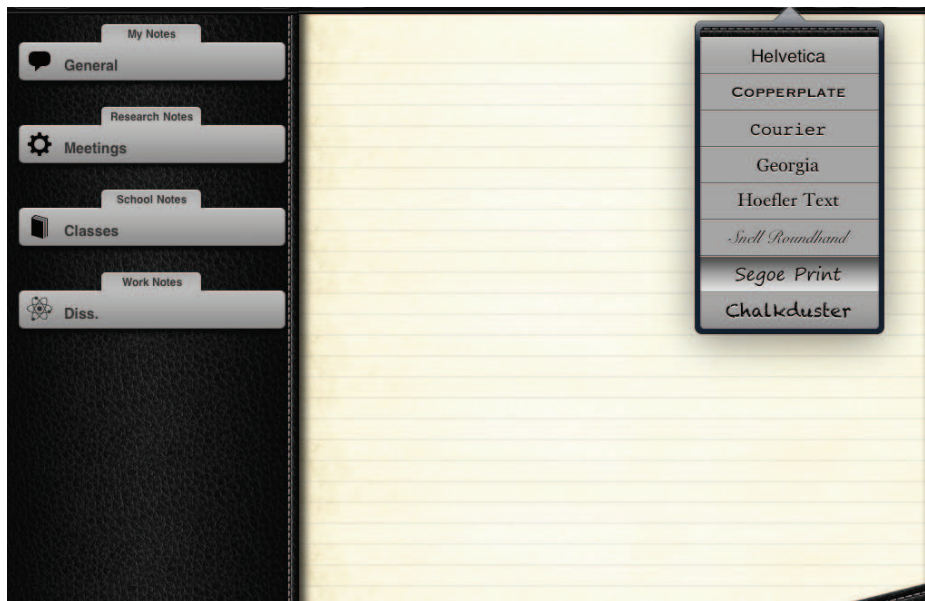 My Notes
General
Research Notes
Meetings
School Notes
Classes
Work Notes
Diss.
Helvetica
COPPERPLATE
Courier
Georgia
Hoefler Text
Snell Roundhand
Segoe Print
Chalkduster